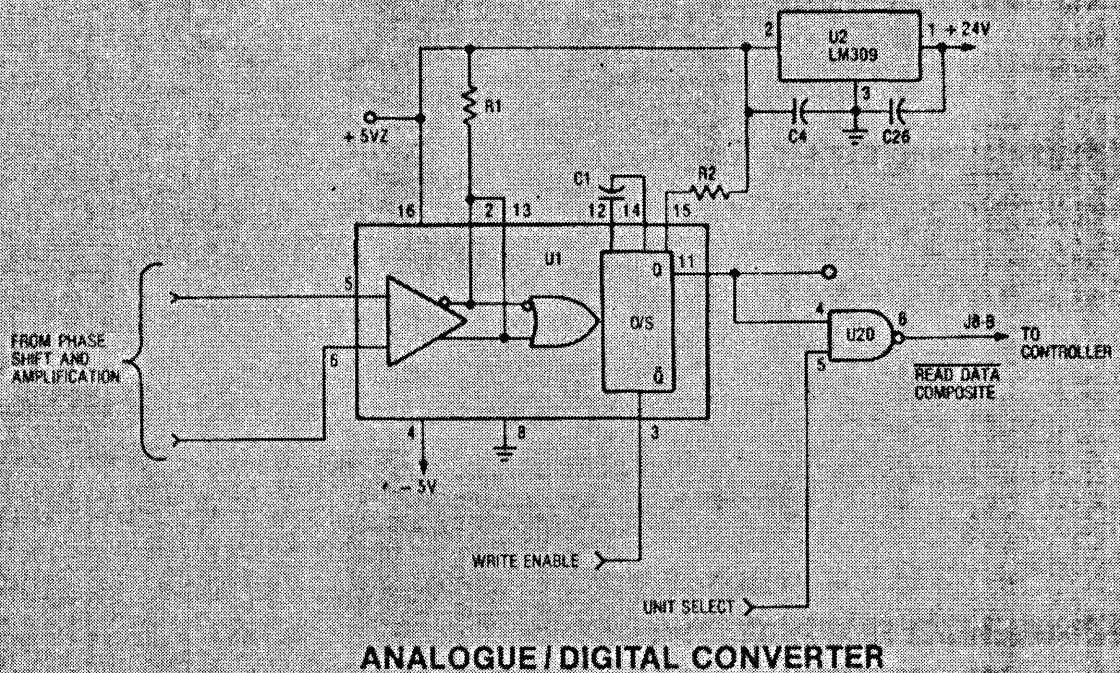 2
U2
LM309
1
+ 24V
3
R1
+ 5VZ
C4
C26
R2
C1
16
2
13
12
14
15
U1
5
Q
11
O/S
4
U20
6
J8-B
TO
CONTROLLER
FROM PHASE
SHIFT AND
AMPLIFICATION
6
5
READ DATA
COMPOSITE
Q̄
4
8
3
- 5V
WRITE ENABLE
UNIT SELECT
ANALOGUE / DIGITAL CONVERTER